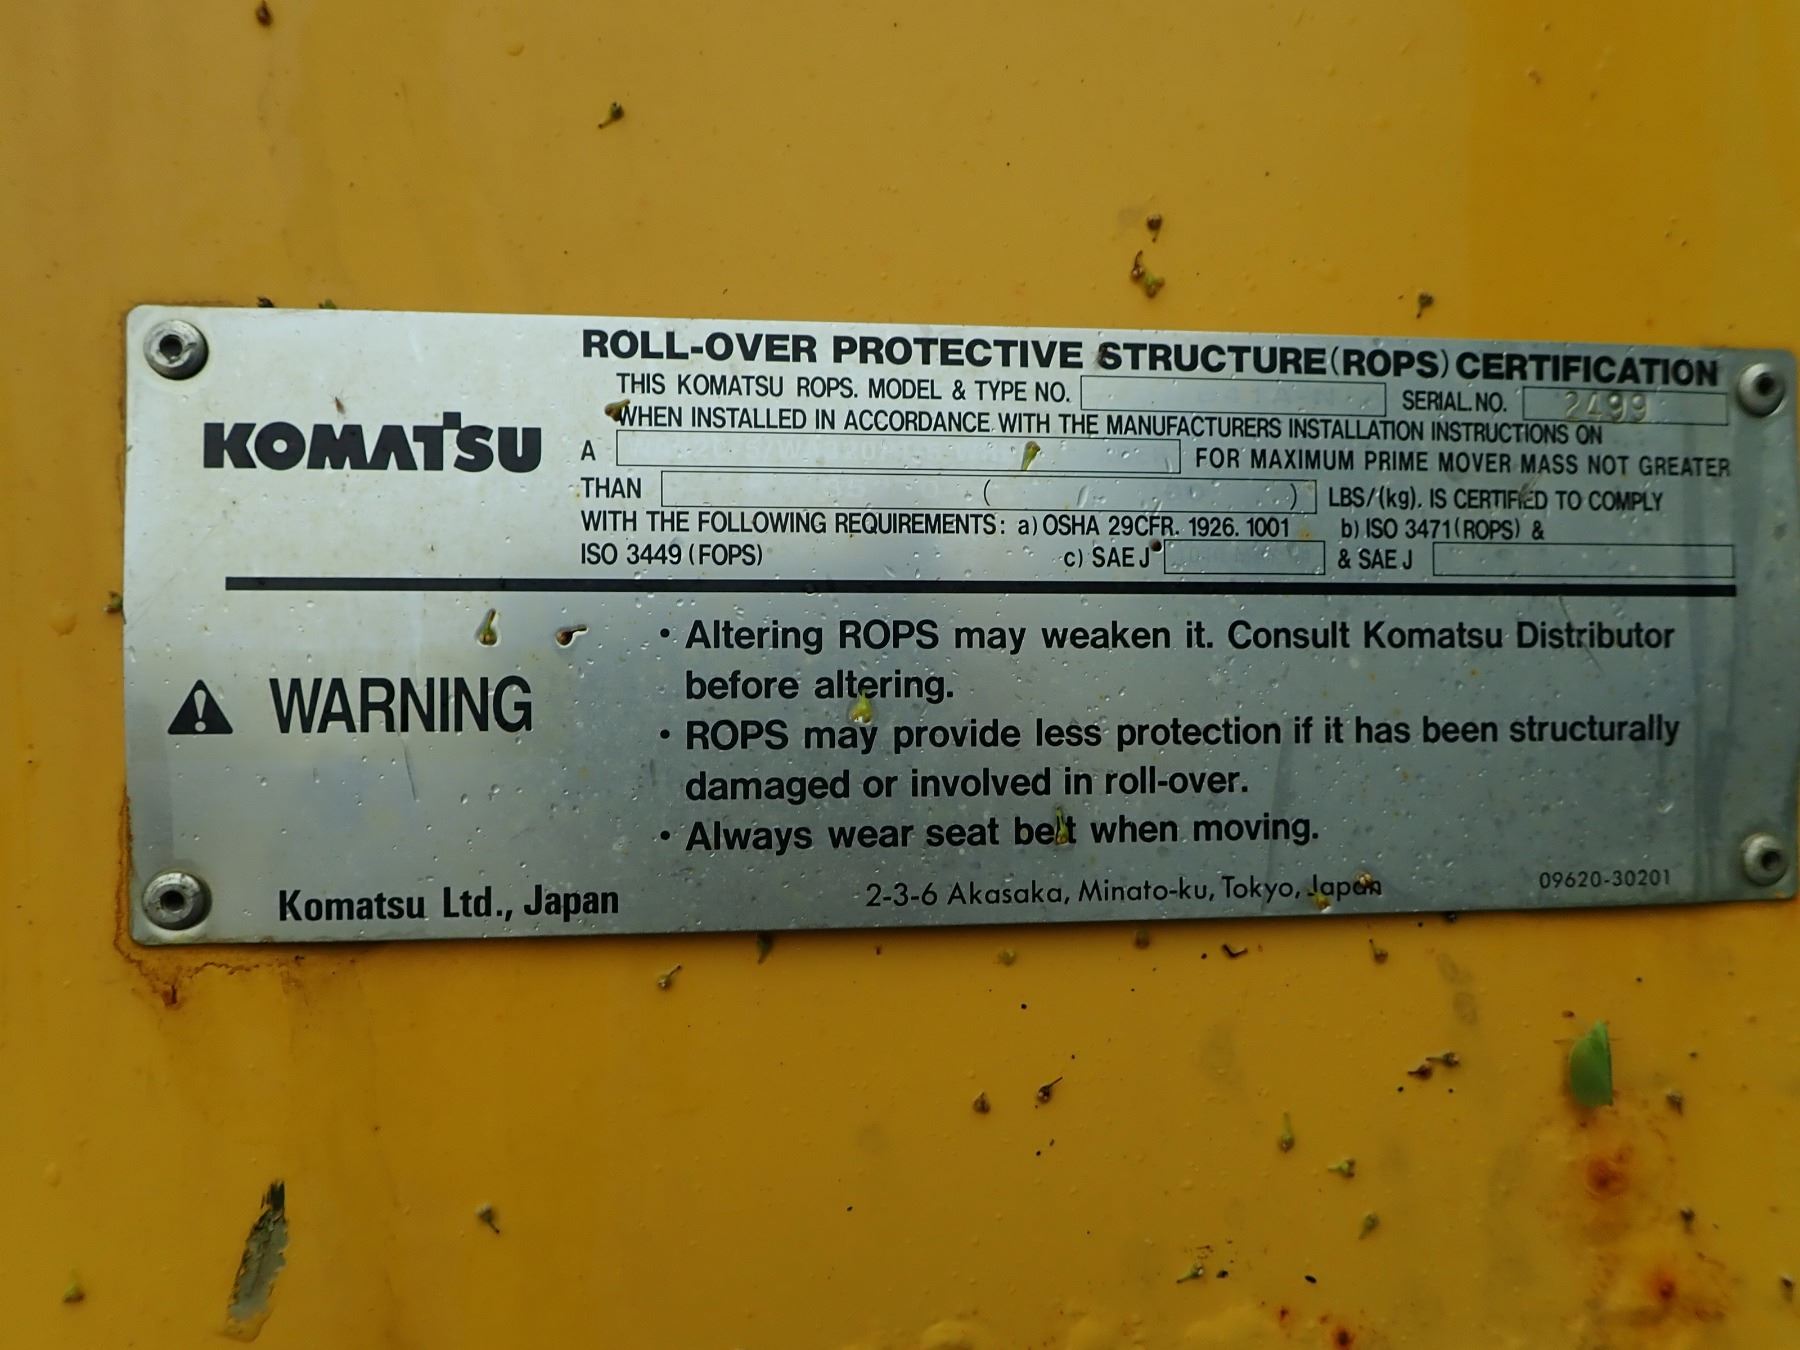 ROLL-OVER PROTECTIVE STRUCTURE(ROPS) CERTIFICATION
THIS KOMATSU ROPS. MODEL & TYPE NO. SERIAL. NO. 2499
WHEN INSTALLED IN ACCORDANCE WITH THE MANUFACTURERS INSTALLATION INSTRUCTIONS ON
KOMATSU
A FOR MAXIMUM PRIME MOVER MASS NOT GREATER
THAN ( ) LBS/(kg). IS CERTIFIED TO COMPLY
WITH THE FOLLOWING REQUIREMENTS: a) OSHA 29CFR. 1926. 1001 b) ISO 3471(ROPS) &
ISO 3449 (FOPS) c) SAE J & SAE J
WARNING
• Altering ROPS may weaken it. Consult Komatsu Distributor
before altering.
• ROPS may provide less protection if it has been structurally
damaged or involved in roll-over.
• Always wear seat belt when moving.
Komatsu Ltd., Japan 2-3-6 Akasaka, Minato-ku, Tokyo, Japan 09620-30201